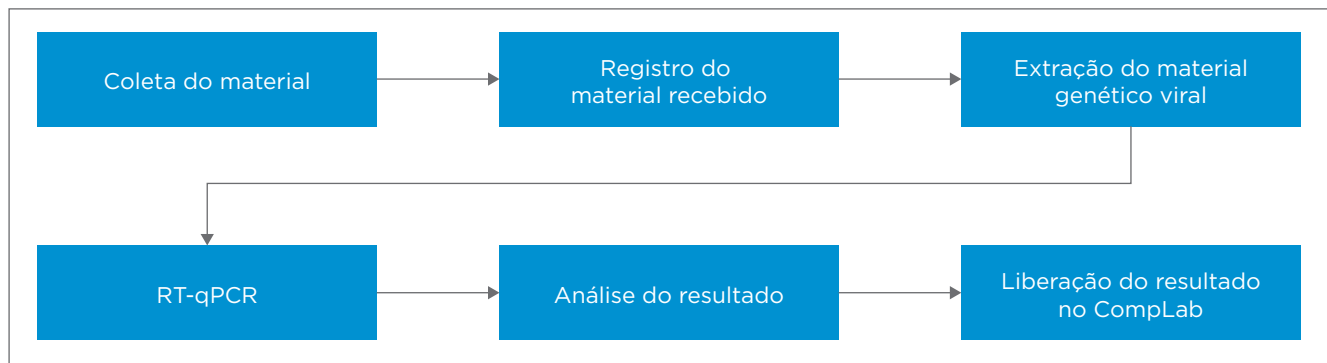 Coleta do material
Registro do
material recebido
Extração do material
genético viral
RT-qPCR
Análise do resultado
Liberação do resultado
no CompLab